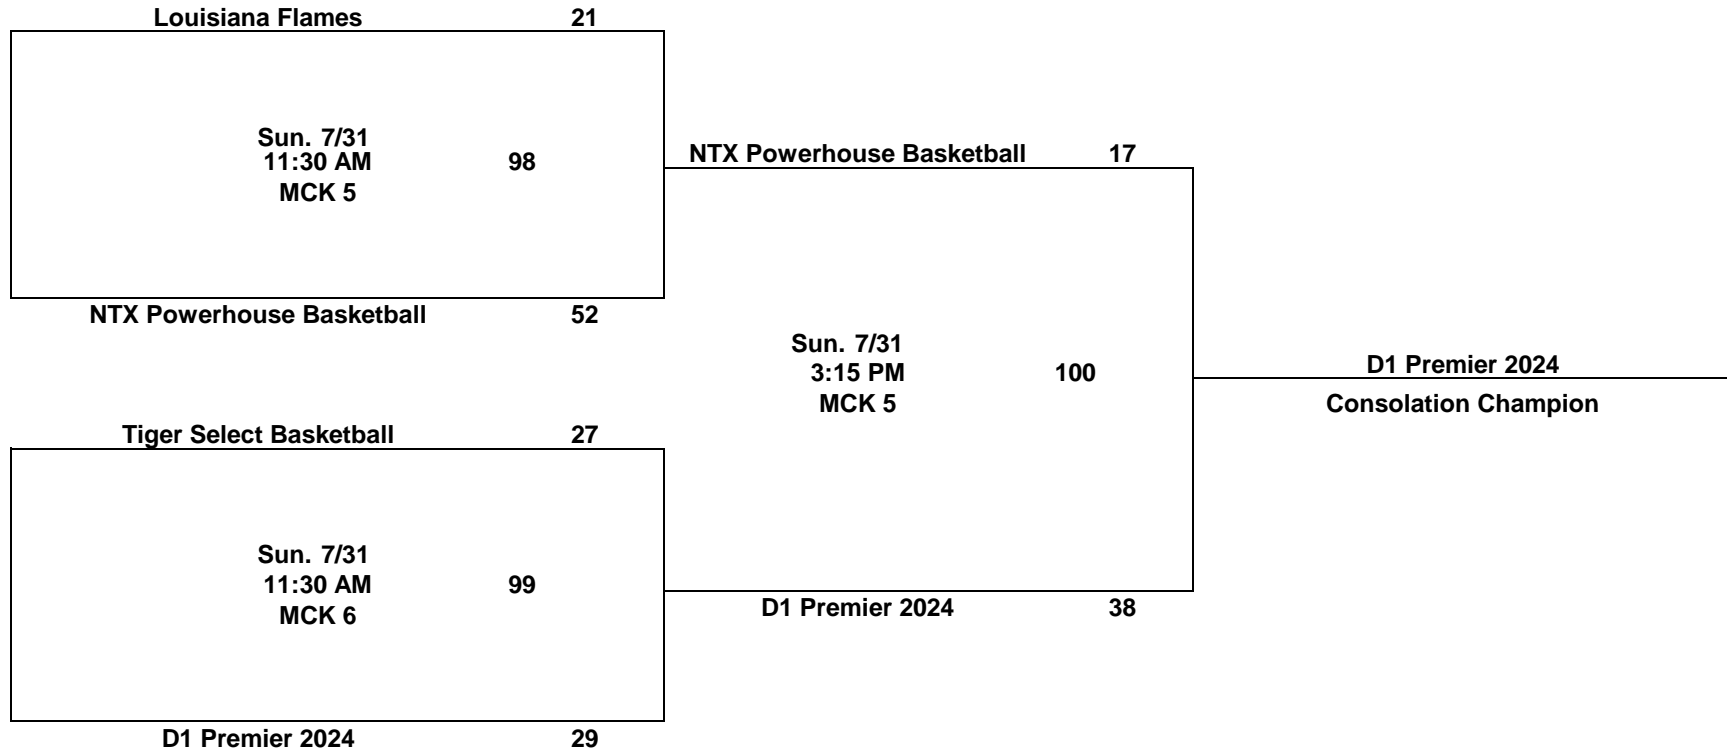 Louisiana Flames 21
Sun. 7/31
11:30 AM 98
MCK 5
NTX Powerhouse Basketball 52
NTX Powerhouse Basketball 17
Sun. 7/31
3:15 PM 100
MCK 5
D1 Premier 2024
Consolation Champion
Tiger Select Basketball 27
Sun. 7/31
11:30 AM 99
MCK 6
D1 Premier 2024 29
D1 Premier 2024 38